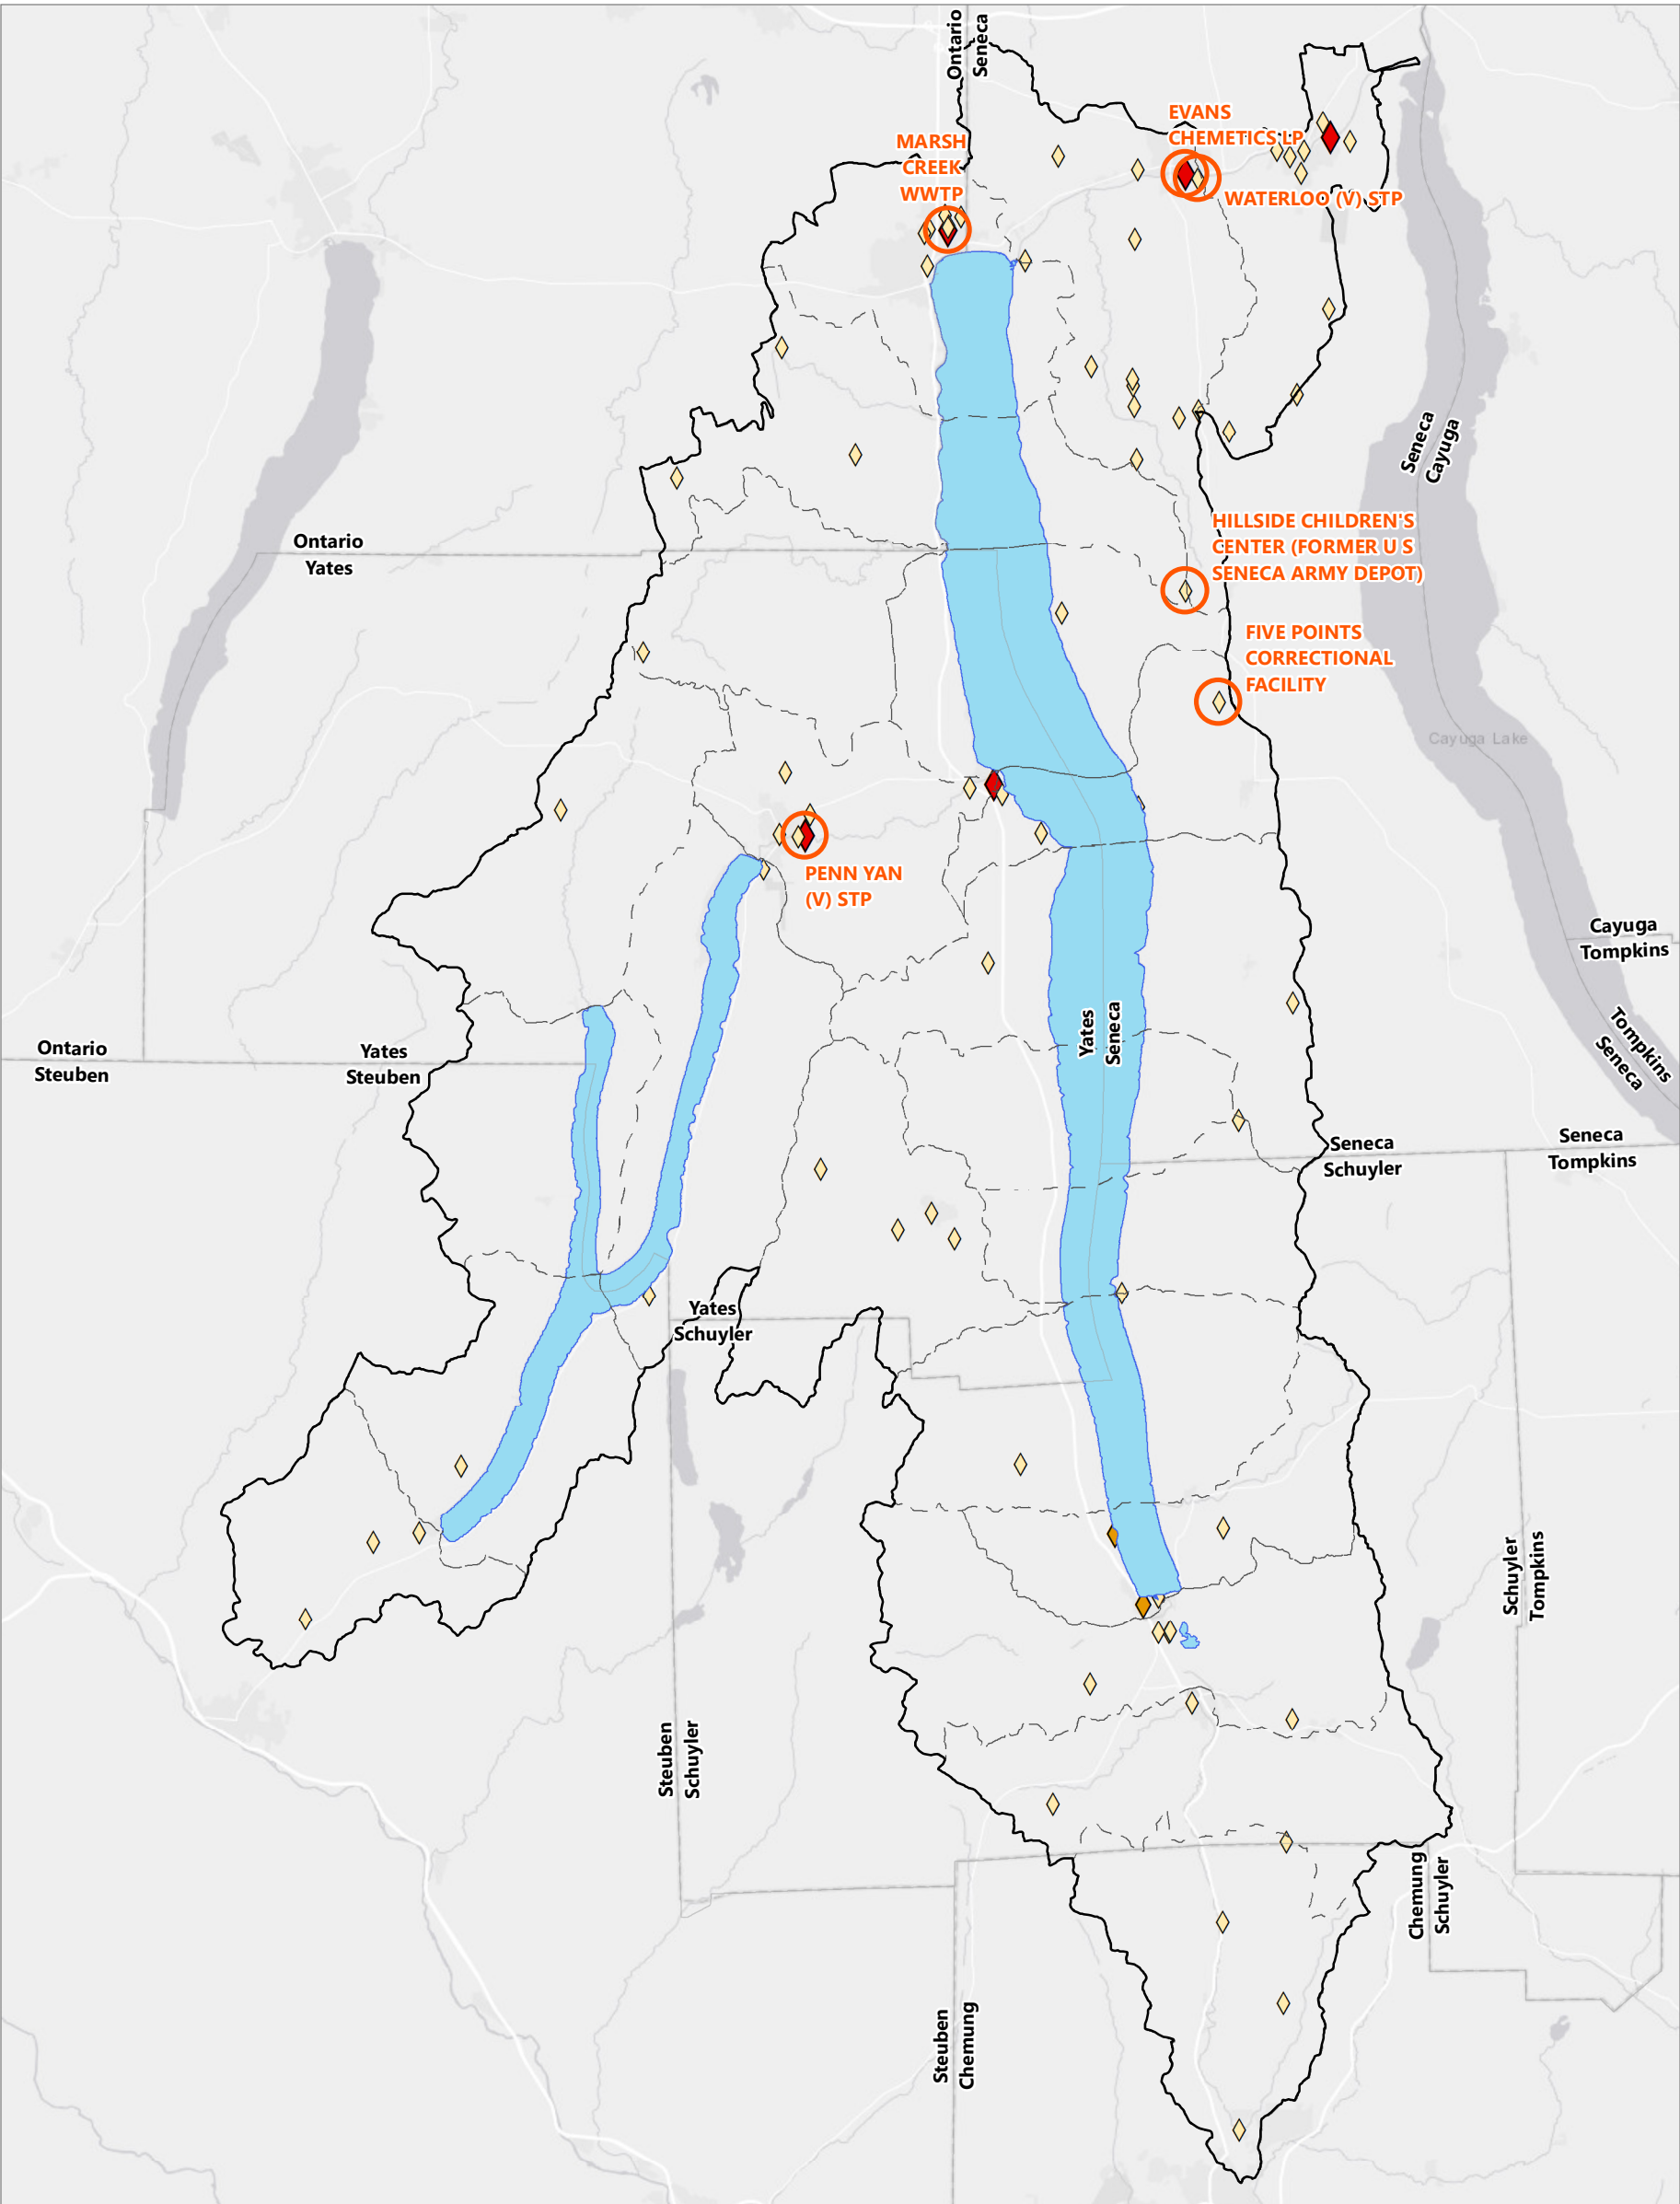 Ontario
Seneca
EVANS
CHEMETICS LP
MARSH
CREEK
WWTP
WATERLOO (V) STP
Seneca
Cayuga
HILLSIDE CHILDREN'S
CENTER (FORMER U S
SENECA ARMY DEPOT)
Ontario
Yates
FIVE POINTS
CORRECTIONAL
FACILITY
Cayuga Lake
PENN YAN
(V) STP
Cayuga
Tompkins
Yates
Seneca
Ontario
Steuben
Yates
Steuben
Tompkins
Seneca
Seneca
Schuyler
Seneca
Tompkins
Yates
Schuyler
Schuyler
Tompkins
Steuben
Schuyler
Chemung
Schuyler
Steuben
Chemung